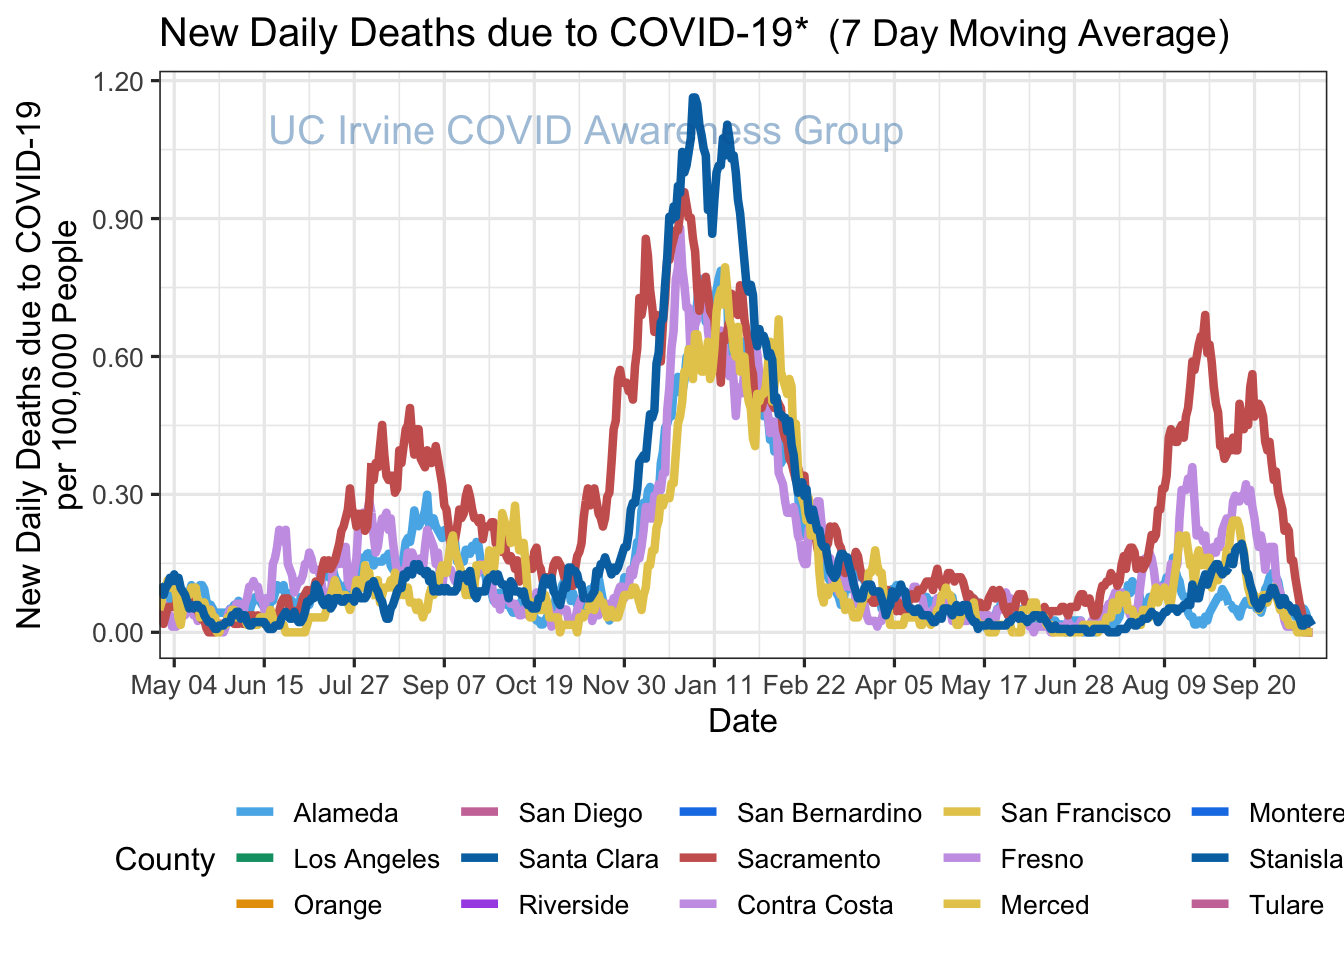 New Daily Deaths due to COVID-19* (7 Day Moving Average)
New Daily Deaths due to COVID-19
per 100,000 People
1.20
0.90
0.60
0.30
0.00
UC Irvine COVID Awareness Group
May 04 Jun 15 Jul 27 Sep 07 Oct 19 Nov 30 Jan 11 Feb 22 Apr 05 May 17 Jun 28 Aug 09 Sep 20
Date
County
Alameda San Diego San Bernardino San Francisco Montere
Los Angeles Santa Clara Sacramento Fresno Stanisla
Orange Riverside Contra Costa Merced Tulare